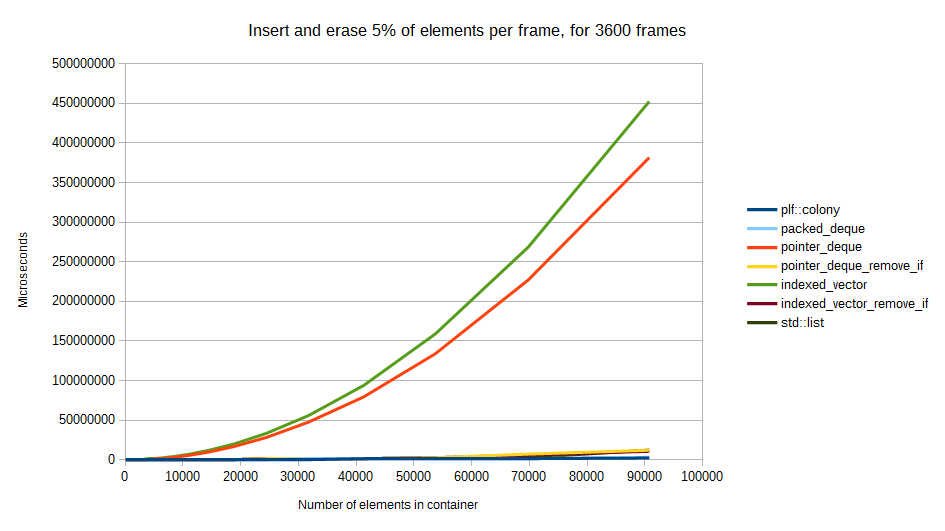 Insert and erase 5% of elements per frame, for 3600 frames
500000000
450000000
400000000
350000000
300000000
250000000
200000000
150000000
100000000
50000000
0
Microseconds
0 10000 20000 30000 40000 50000 60000 70000 80000 90000 100000
Number of elements in container
plf::colony
packed_deque
pointer_deque
pointer_deque_remove_if
indexed_vector
indexed_vector_remove_if
std::list